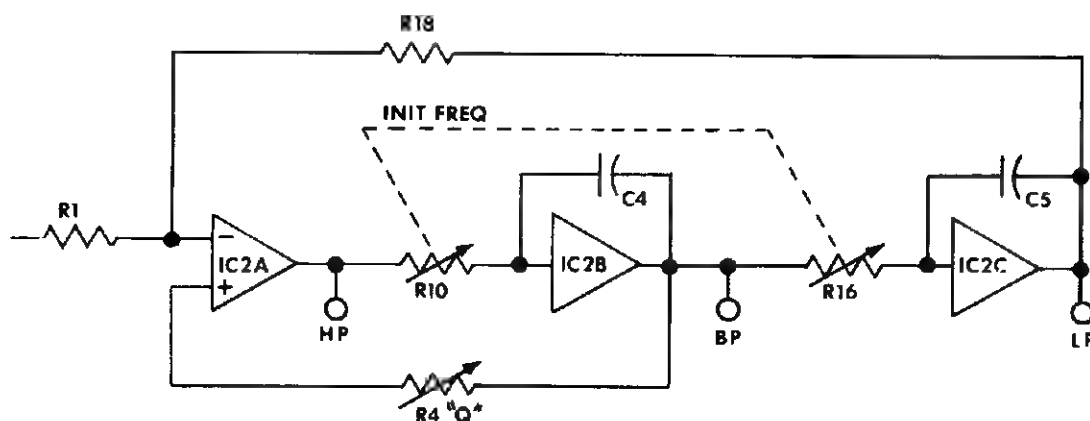 R18
INIT FREQ
C4
C5
R1
−
IC2A
+
IC2B
IC2C
R10
R16
HP
BP
LP
R4 "Q"